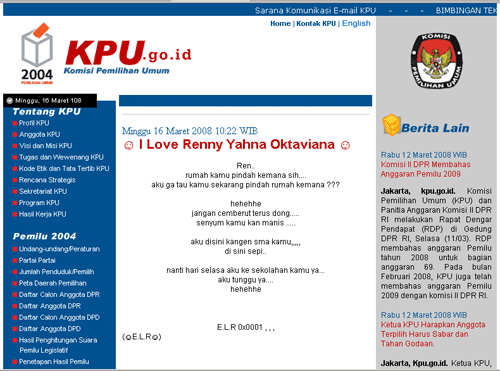 Sarana Komunikasi E-mail KPU - - - BIMBINGAN TEK
Home | Kontak KPU | English
2004
PEMILIHAN UMUM
KPU.go.id
Komisi Pemilihan Umum
KOMISI
PEMILIHAN UMUM
Minggu, 16 Maret 108
Tentang KPU
Profil KPU
Anggota KPU
Visi dan Misi KPU
Tugas dan Wewenang KPU
Kode Etik dan Tata Tertib KPU
Rencana Strategis
Sekretariat KPU
Program KPU
Hasil Kerja KPU
Pemilu 2004
Undang-undang/Peraturan
Partai Partai
Jumlah Penduduk/Pemilih
Peta Daerah Pemilihan
Daftar Calon Anggota DPR
Daftar Anggota DPR
Daftar Calon Anggota DPD
Daftar Anggota DPD
Hasil Penghitungan Suara
Pemilu Legislatif
Penetapan Hasil Pemilu
Minggu 16 Maret 2008 10:22 WIB
☺ I Love Renny Yahna Oktaviana ☺
Ren..
rumah kamu pindah kemana sih....
aku ga tau kamu sekarang pindah rumah kemana ???
hehehhe
jangan cemberut terus dong.....
senyum kamu kan manis .....
aku disini kangen sma kamu,,,,
di sini sepi..
nanti hari selasa aku ke sekolahan kamu ya...
aku tunggu ya....
hehehhe
E.L.R 0x0001 , , ,
(☺E.L.R☺)
Berita Lain
Rabu 12 Maret 2008 WIB
Komisi II DPR Membahas
Anggaran Pemilu 2009
Jakarta, kpu.go.id. Komisi
Pemilihan Umum (KPU) dan
Panitia Anggaran Komisi II DPR
RI melakukan Rapat Dengar
Pendapat (RDP) di Gedung
DPR RI, Selasa (11/03). RDP
membahas anggaran Pemilu
tahun 2008 untuk bagian
anggaran 69. Pada bulan
Februari 2008, KPU juga telah
membahas anggaran Pemilu
2009 dengan komisi II DPR RI.
Rabu 12 Maret 2008 WIB
Ketua KPU Harapkan Anggota
Terpilih Harus Sabar dan
Tahan Godaan.
Jakarta, Kpu.go.id. Ketua KPU,